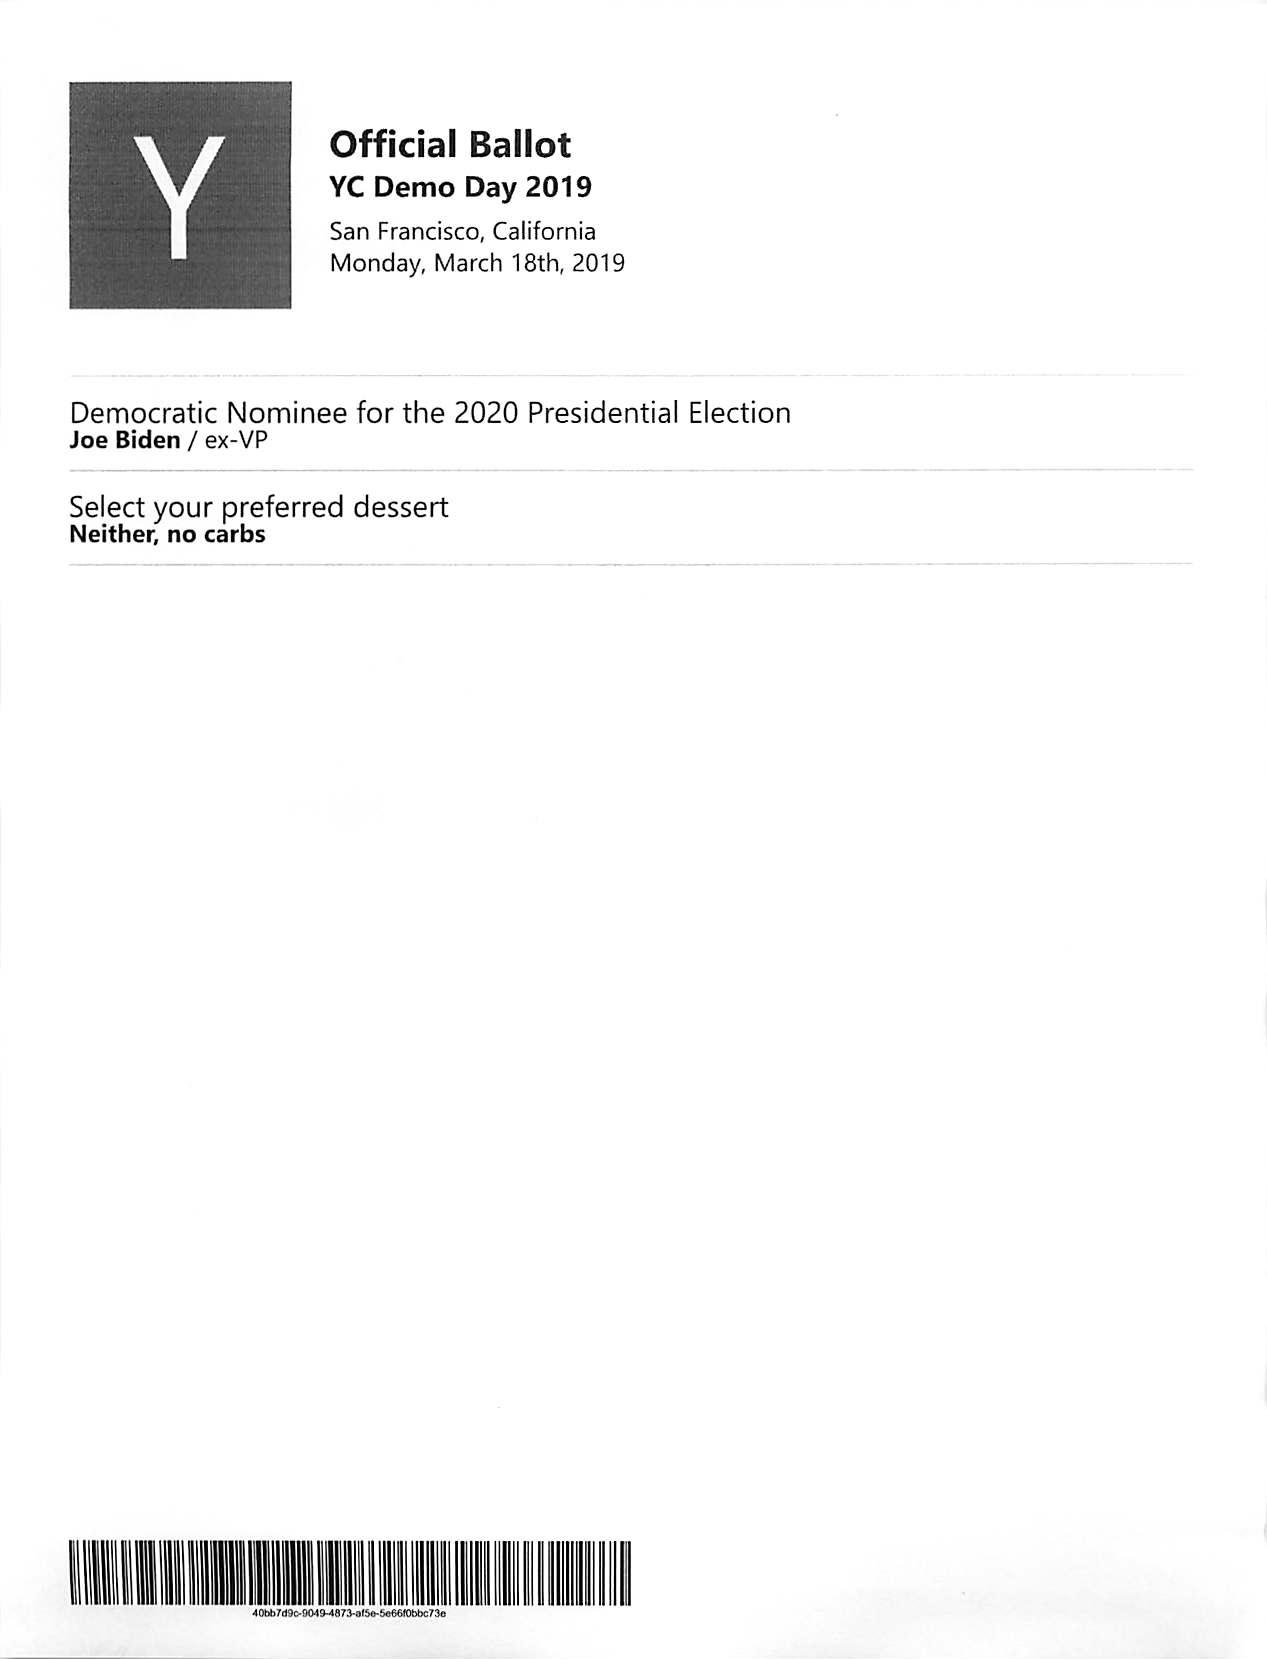 Y
Official Ballot
YC Demo Day 2019
San Francisco, California
Monday, March 18th, 2019
Democratic Nominee for the 2020 Presidential Election
Joe Biden / ex-VP
Select your preferred dessert
Neither, no carbs
40bb7d9c-9049-4873-af5e-5e66f0bbc73e